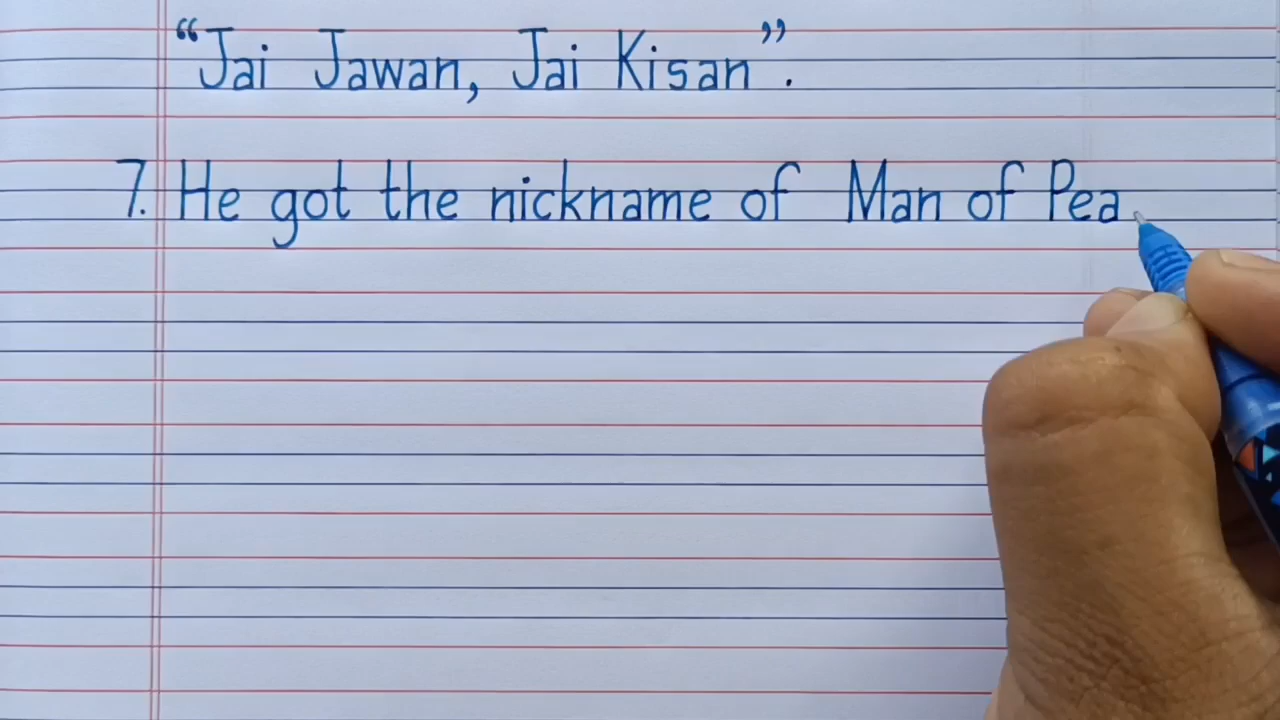 “Jai Jawan, Jai Kisan”.
7. He got the nickname of Man of Pea